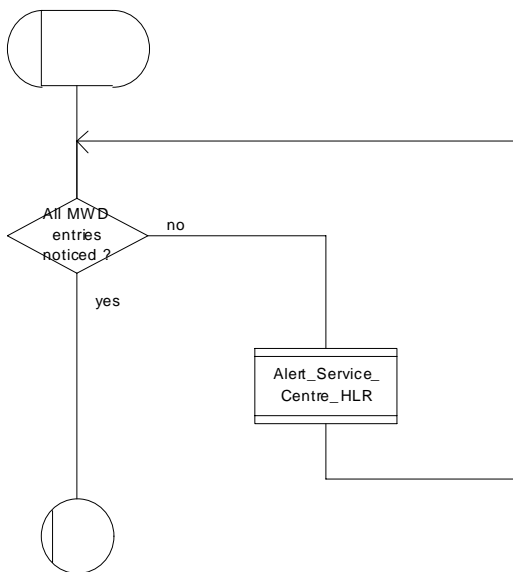 All MWD
entries
noticed ?
no
yes
Alert_Service_
Centre_HLR